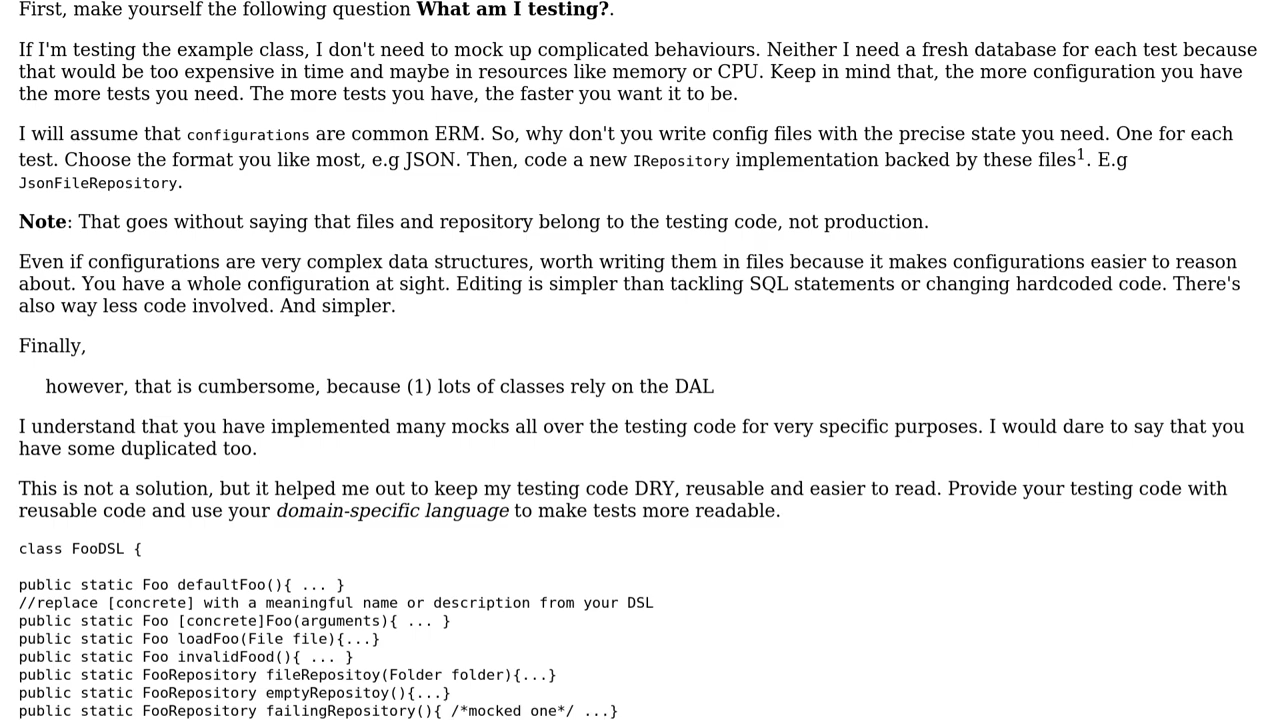 First, make yourself the following question What am I testing?.
If I'm testing the example class, I don't need to mock up complicated behaviours. Neither I need a fresh database for each test because
that would be too expensive in time and maybe in resources like memory or CPU. Keep in mind that, the more configuration you have
the more tests you need. The more tests you have, the faster you want it to be.
I will assume that configurations are common ERM. So, why don't you write config files with the precise state you need. One for each
test. Choose the format you like most, e.g JSON. Then, code a new IRepository implementation backed by these files1. E.g
JsonFileRepository.
Note: That goes without saying that files and repository belong to the testing code, not production.
Even if configurations are very complex data structures, worth writing them in files because it makes configurations easier to reason
about. You have a whole configuration at sight. Editing is simpler than tackling SQL statements or changing hardcoded code. There's
also way less code involved. And simpler.
Finally,
however, that is cumbersome, because (1) lots of classes rely on the DAL
I understand that you have implemented many mocks all over the testing code for very specific purposes. I would dare to say that you
have some duplicated too.
This is not a solution, but it helped me out to keep my testing code DRY, reusable and easier to read. Provide your testing code with
reusable code and use your domain-specific language to make tests more readable.
class FooDSL {
public static Foo defaultFoo(){ ... }
//replace [concrete] with a meaningful name or description from your DSL
public static Foo [concrete]Foo(arguments){ ... }
public static Foo loadFoo(File file){...}
public static Foo invalidFood(){ ... }
public static FooRepository fileRepositoy(Folder folder){...}
public static FooRepository emptyRepositoy(){...}
public static FooRepository failingRepository(){ /*mocked one*/ ...}